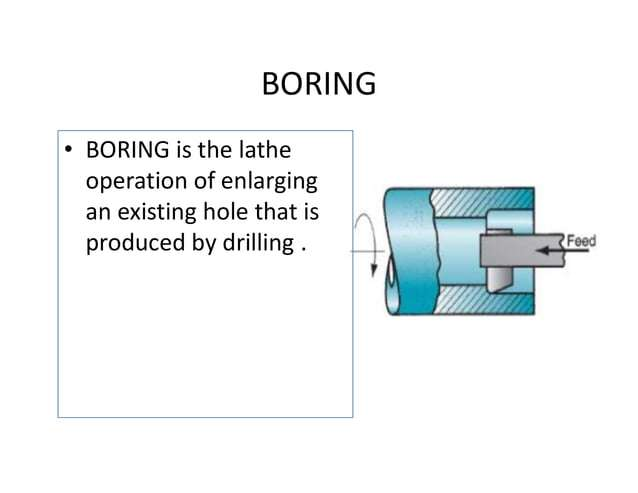 BORING
• BORING is the lathe
operation of enlarging
an existing hole that is
produced by drilling .
Feed